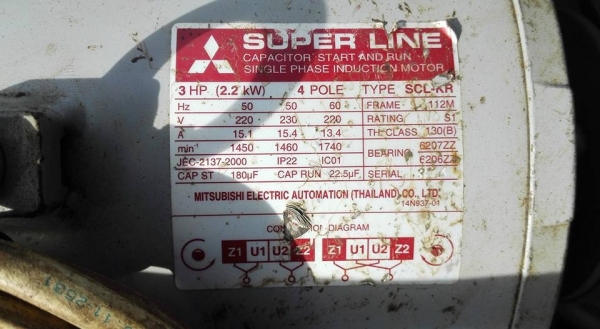 SUPER LINE
CAPACITOR START AND RUN
SINGLE PHASE INDUCTION MOTOR
3 HP (2.2 kW) 4 POLE TYPE SCL-KR
Hz 50 50 60 FRAME 112M
V 220 230 220 RATING S1
A 15.1 15.4 13.4 TH.CLASS 130(B)
min⁻¹ 1450 1460 1740 BEARING 6207ZZ
JEC-2137-2000 IP22 IC01 6206ZZ
CAP ST 180µF CAP RUN 22.5µF SERIAL
MITSUBISHI ELECTRIC AUTOMATION (THAILAND) CO., LTD.
14N937-01
DIAGRAM
Z1 U1 U2 Z2 Z1 U1 U2 Z2